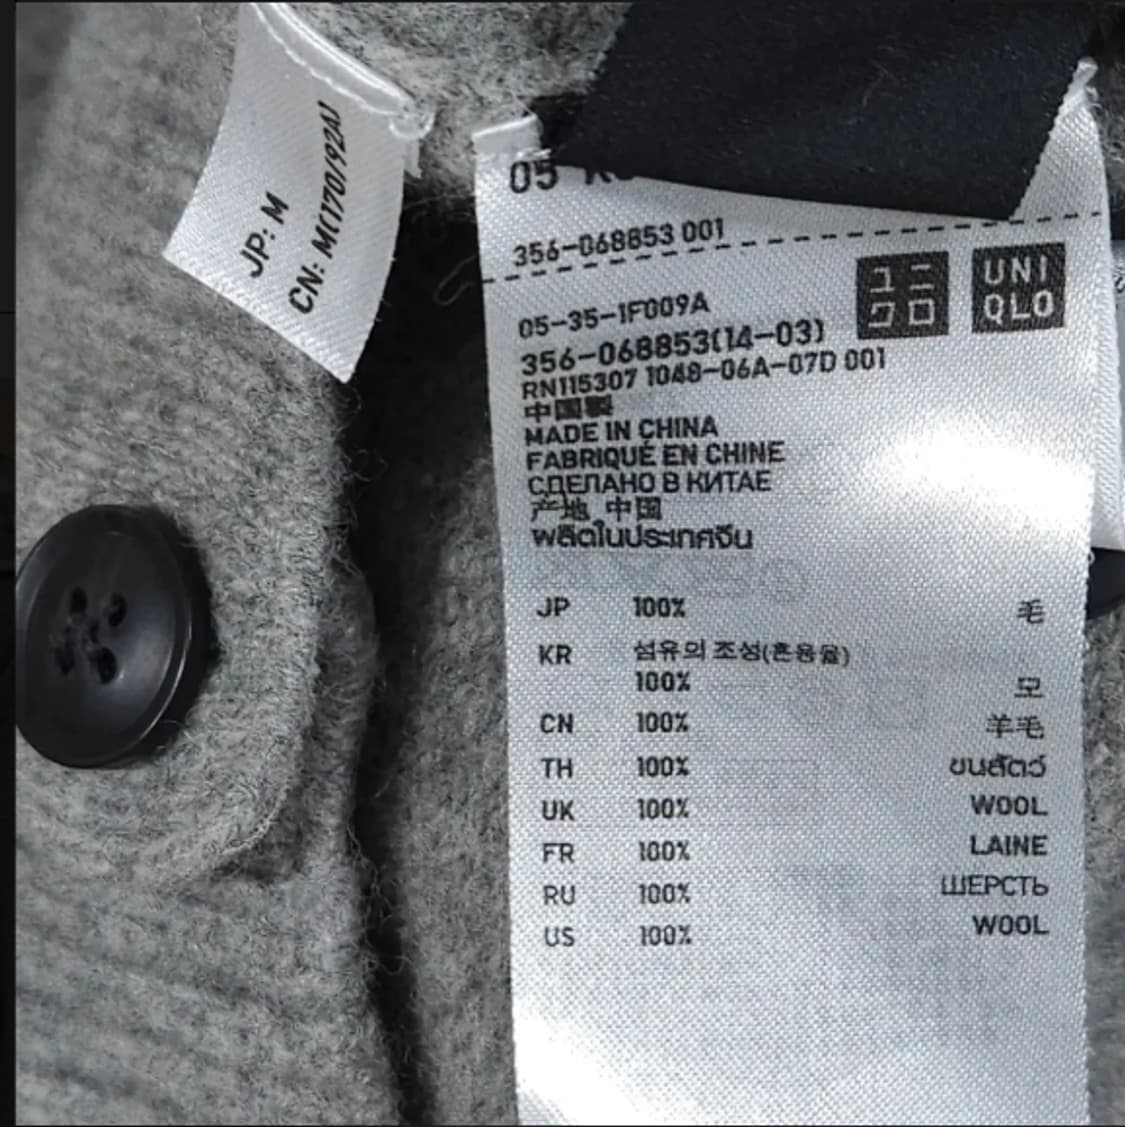 JP: M
CN: M(170/92A)
05
356-068853 001
ユニ
クロ
UNI
QLO
05-35-1F009A
356-068853(14-03)
RN115307 1048-06A-07D 001
中国製
MADE IN CHINA
FABRIQUÉ EN CHINE
СДЕЛАНО В КИТАЕ
产地 中国
ผลิตในประเทศจีน
JP 100% 毛
KR 섬유의 조성(혼용율)
100% 모
CN 100% 羊毛
TH 100% ขนสัตว์
UK 100% WOOL
FR 100% LAINE
RU 100% ШЕРСТЬ
US 100% WOOL